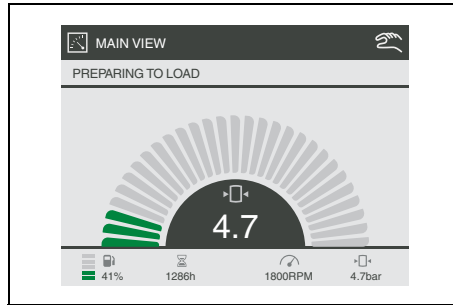 MAIN VIEW
PREPARING TO LOAD
4.7
41% 1286h 1800RPM 4.7bar